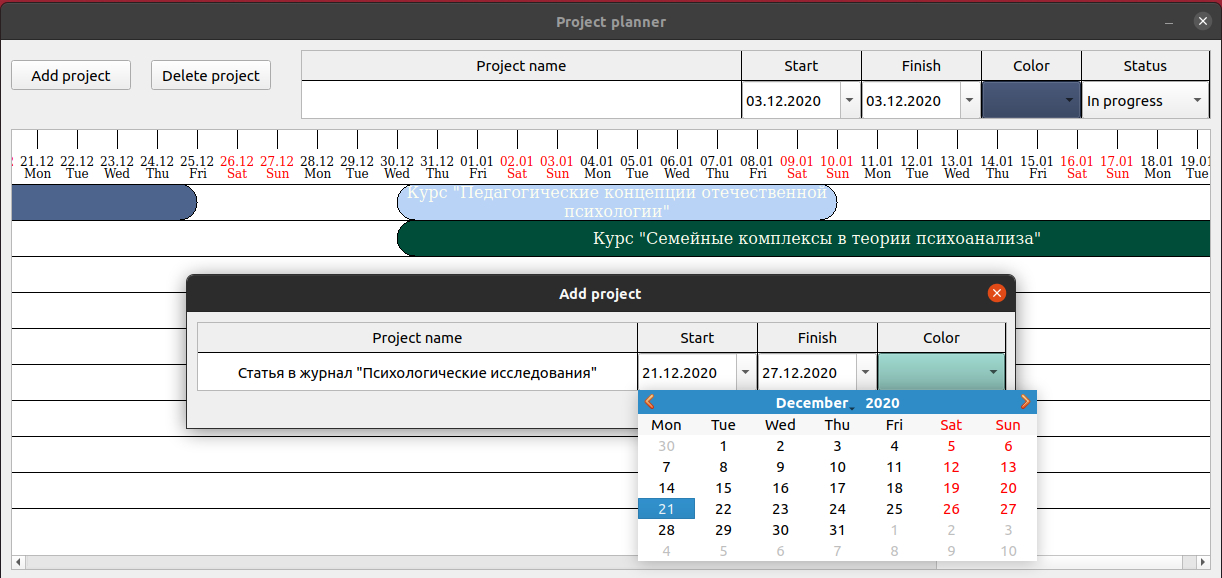 Project planner
Add project Delete project Project name Start Finish Color Status
03.12.2020 03.12.2020 In progress
21.12 22.12 23.12 24.12 25.12 26.12 27.12 28.12 29.12 30.12 31.12 01.01 02.01 03.01 04.01 05.01 06.01 07.01 08.01 09.01 10.01 11.01 12.01 13.01 14.01 15.01 16.01 17.01 18.01 19.01
Mon Tue Wed Thu Fri Sat Sun Mon Tue Wed Thu Fri Sat Sun Mon Tue Wed Thu Fri Sat Sun Mon Tue Wed Thu Fri Sat Sun Mon Tue
Курс "Педагогические концепции отечественной
психологии"
Курс "Семейные комплексы в теории психоанализа"
Add project
Project name Start Finish Color
Статья в журнал "Психологические исследования" 21.12.2020 27.12.2020
December 2020
Mon Tue Wed Thu Fri Sat Sun
30 1 2 3 4 5 6
7 8 9 10 11 12 13
14 15 16 17 18 19 20
21 22 23 24 25 26 27
28 29 30 31 1 2 3
4 5 6 7 8 9 10